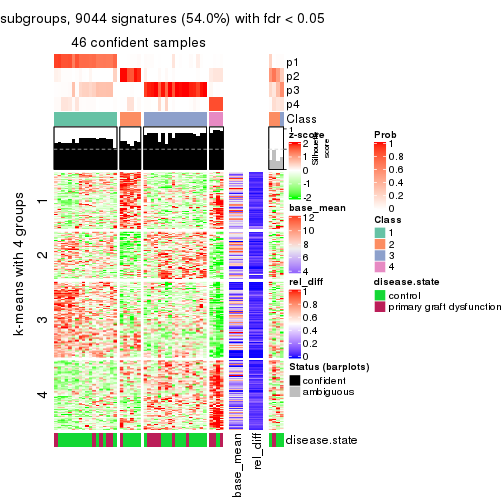 subgroups, 9044 signatures (54.0%) with fdr < 0.05
46 confident samples
p1
p2
p3
p4
Class
1
Silhouette
score
z-score
2
1
0
-1
-2
base_mean
12
10
8
6
4
rel_diff
1
0.8
0.6
0.4
0.2
0
Status (barplots)
confident
ambiguous
Prob
1
0.8
0.6
0.4
0.2
0
Class
1
2
3
4
disease.state
control
primary graft dysfunction
k-means with 4 groups
1
2
3
4
disease.state
base_mean
rel_diff